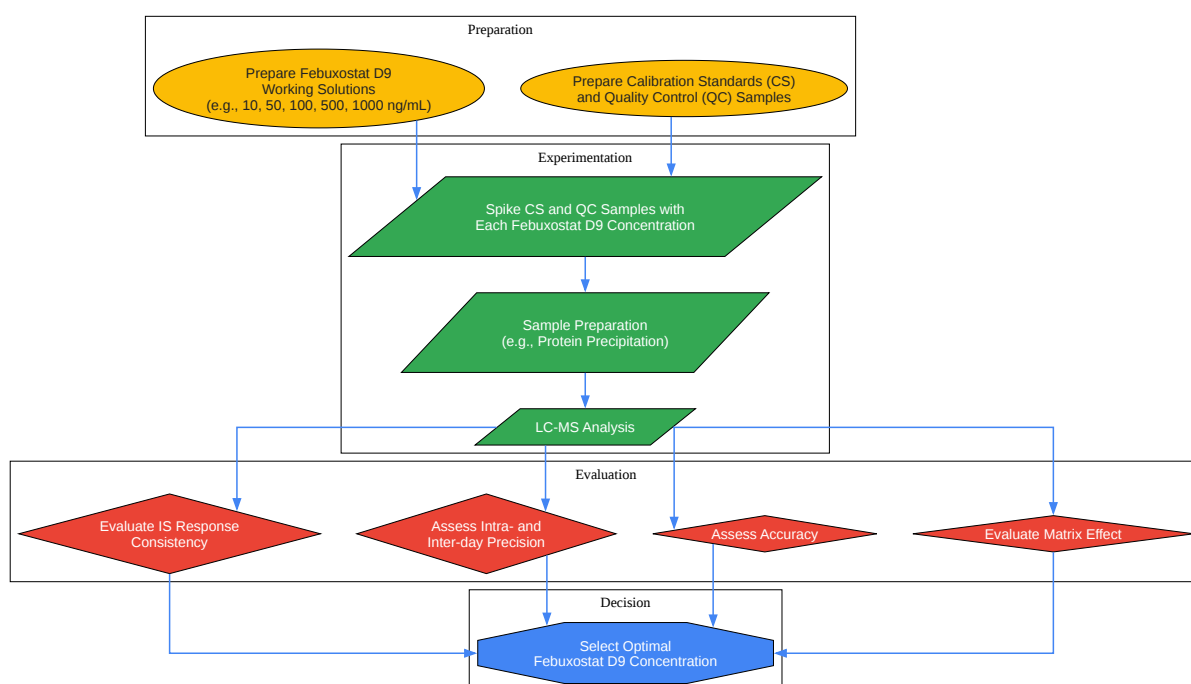 Preparation
Prepare Febuxostat D9
Working Solutions
(e.g., 10, 50, 100, 500, 1000 ng/mL)
Prepare Calibration Standards (CS)
and Quality Control (QC) Samples
Experimentation
Spike CS and QC Samples with
Each Febuxostat D9 Concentration
Sample Preparation
(e.g., Protein Precipitation)
LC-MS Analysis
Evaluation
Evaluate IS Response
Consistency
Assess Intra- and
Inter-day Precision
Assess Accuracy
Evaluate Matrix Effect
Decision
Select Optimal
Febuxostat D9 Concentration